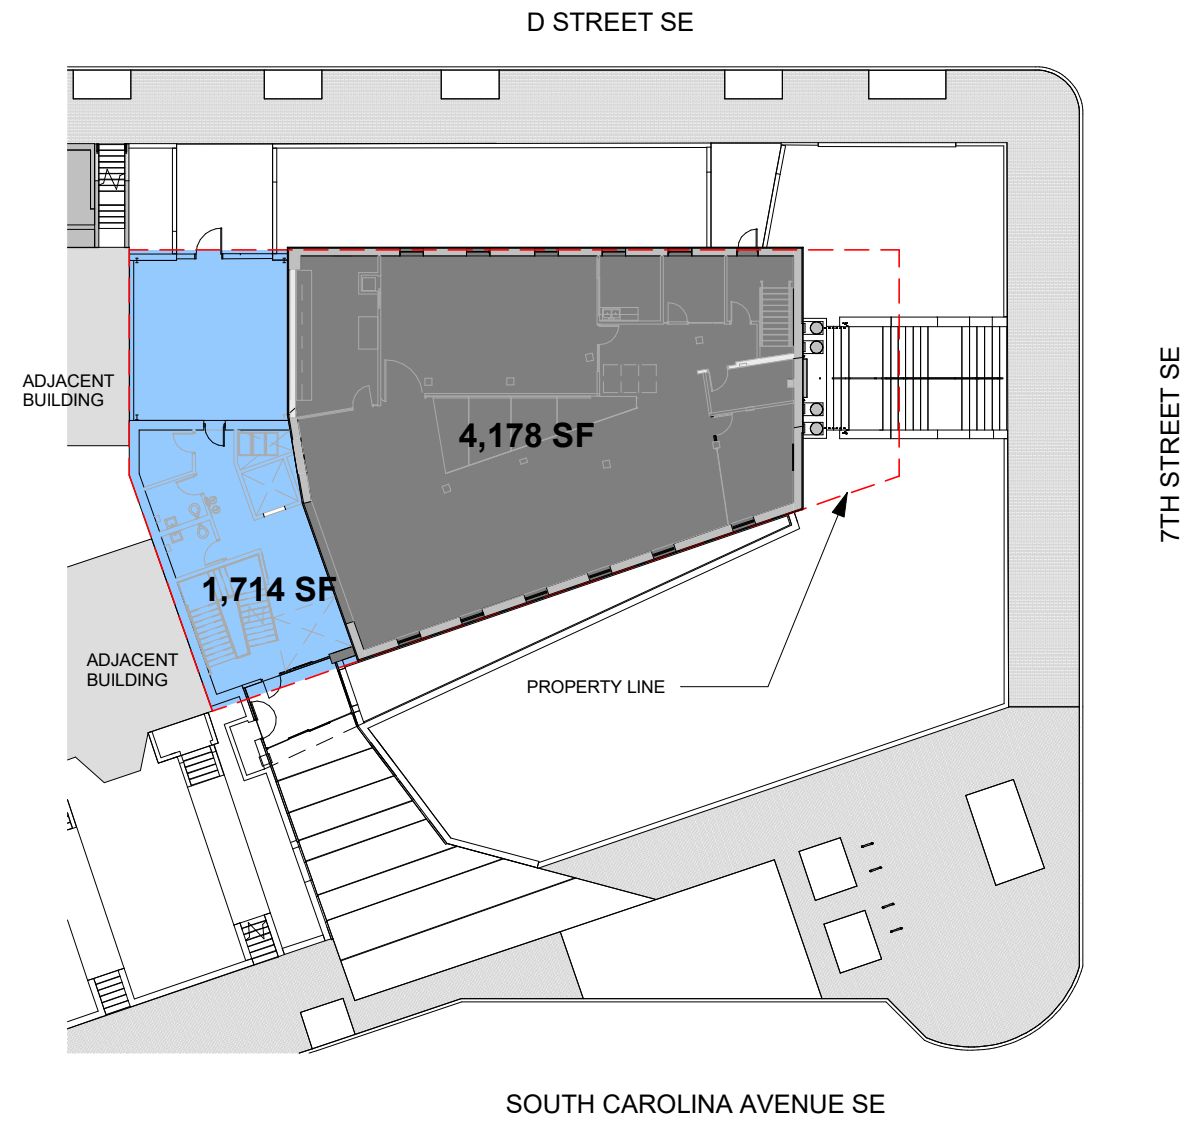 D STREET SE
ADJACENT
BUILDING
7TH STREET SE
4,178 SF
1,714 SF
ADJACENT
BUILDING
PROPERTY LINE
SOUTH CAROLINA AVENUE SE